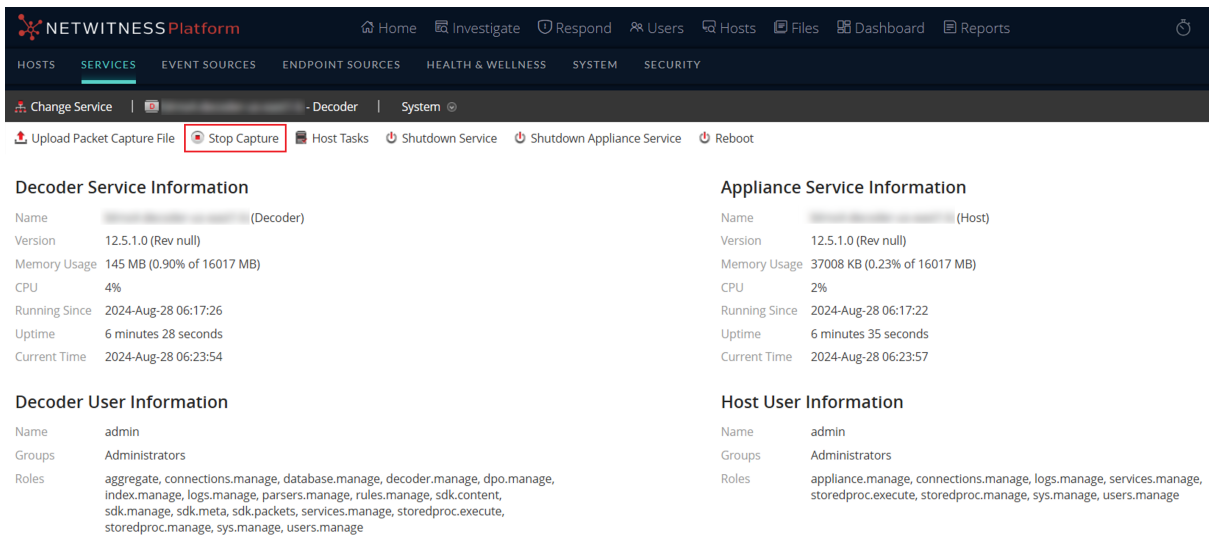 NETWITNESS Platform Home Investigate Respond Users Hosts Files Dashboard Reports
HOSTS SERVICES EVENT SOURCES ENDPOINT SOURCES HEALTH & WELLNESS SYSTEM SECURITY
Change Service | D - Decoder | System
Upload Packet Capture File Stop Capture Host Tasks Shutdown Service Shutdown Appliance Service Reboot
Decoder Service Information
Name (Decoder)
Version 12.5.1.0 (Rev null)
Memory Usage 145 MB (0.90% of 16017 MB)
CPU 4%
Running Since 2024-Aug-28 06:17:26
Uptime 6 minutes 28 seconds
Current Time 2024-Aug-28 06:23:54
Appliance Service Information
Name (Host)
Version 12.5.1.0 (Rev null)
Memory Usage 37008 KB (0.23% of 16017 MB)
CPU 2%
Running Since 2024-Aug-28 06:17:22
Uptime 6 minutes 35 seconds
Current Time 2024-Aug-28 06:23:57
Decoder User Information
Name admin
Groups Administrators
Roles aggregate, connections.manage, database.manage, decoder.manage, dpo.manage,
index.manage, logs.manage, parsers.manage, rules.manage, sdk.content,
sdk.manage, sdk.meta, sdk.packets, services.manage, storedproc.execute,
storedproc.manage, sys.manage, users.manage
Host User Information
Name admin
Groups Administrators
Roles appliance.manage, connections.manage, logs.manage, services.manage,
storedproc.execute, storedproc.manage, sys.manage, users.manage